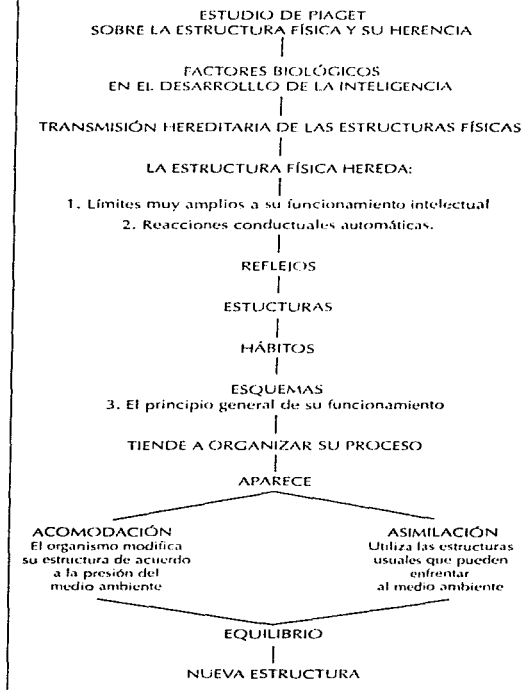 ESTUDIO DE PIAGET
SOBRE LA ESTRUCTURA FÍSICA Y SU HERENCIA
FACTORES BIOLÓGICOS
EN EL DESARROLLLO DE LA INTELIGENCIA
TRANSMISIÓN HEREDITARIA DE LAS ESTRUCTURAS FÍSICAS
LA ESTRUCTURA FÍSICA HEREDA:
1. Límites muy amplios a su funcionamiento intelectual
2. Reacciones conductuales automáticas.
REFLEJOS
ESTUCTURAS
HÁBITOS
ESQUEMAS
3. El principio general de su funcionamiento
TIENDE A ORGANIZAR SU PROCESO
APARECE
ACOMODACIÓN
El organismo modifica
su estructura de acuerdo
a la presión del
medio ambiente
ASIMILACIÓN
Utiliza las estructuras
usuales que pueden
enfrentar
al medio ambiente
EQUILIBRIO
NUEVA ESTRUCTURA